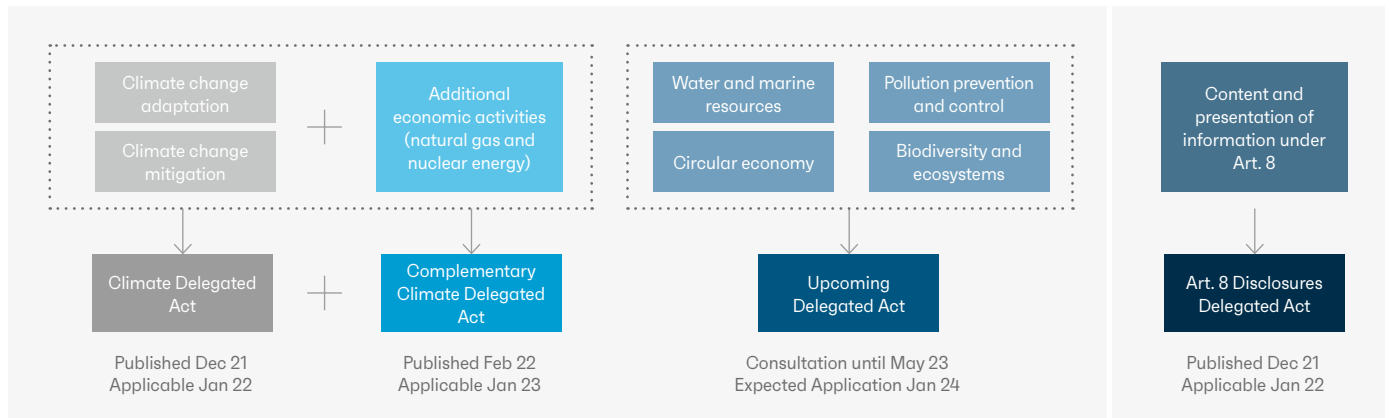 Climate change
adaptation
Climate change
mitigation
Additional
economic activities
(natural gas and
nuclear energy)
Water and marine
resources
Pollution prevention
and control
Circular economy
Biodiversity and
ecosystems
Content and
presentation of
information under
Art. 8
Climate Delegated
Act
Complementary
Climate Delegated
Act
Upcoming
Delegated Act
Art. 8 Disclosures
Delegated Act
Published Dec 21
Applicable Jan 22
Published Feb 22
Applicable Jan 23
Consultation until May 23
Expected Application Jan 24
Published Dec 21
Applicable Jan 22